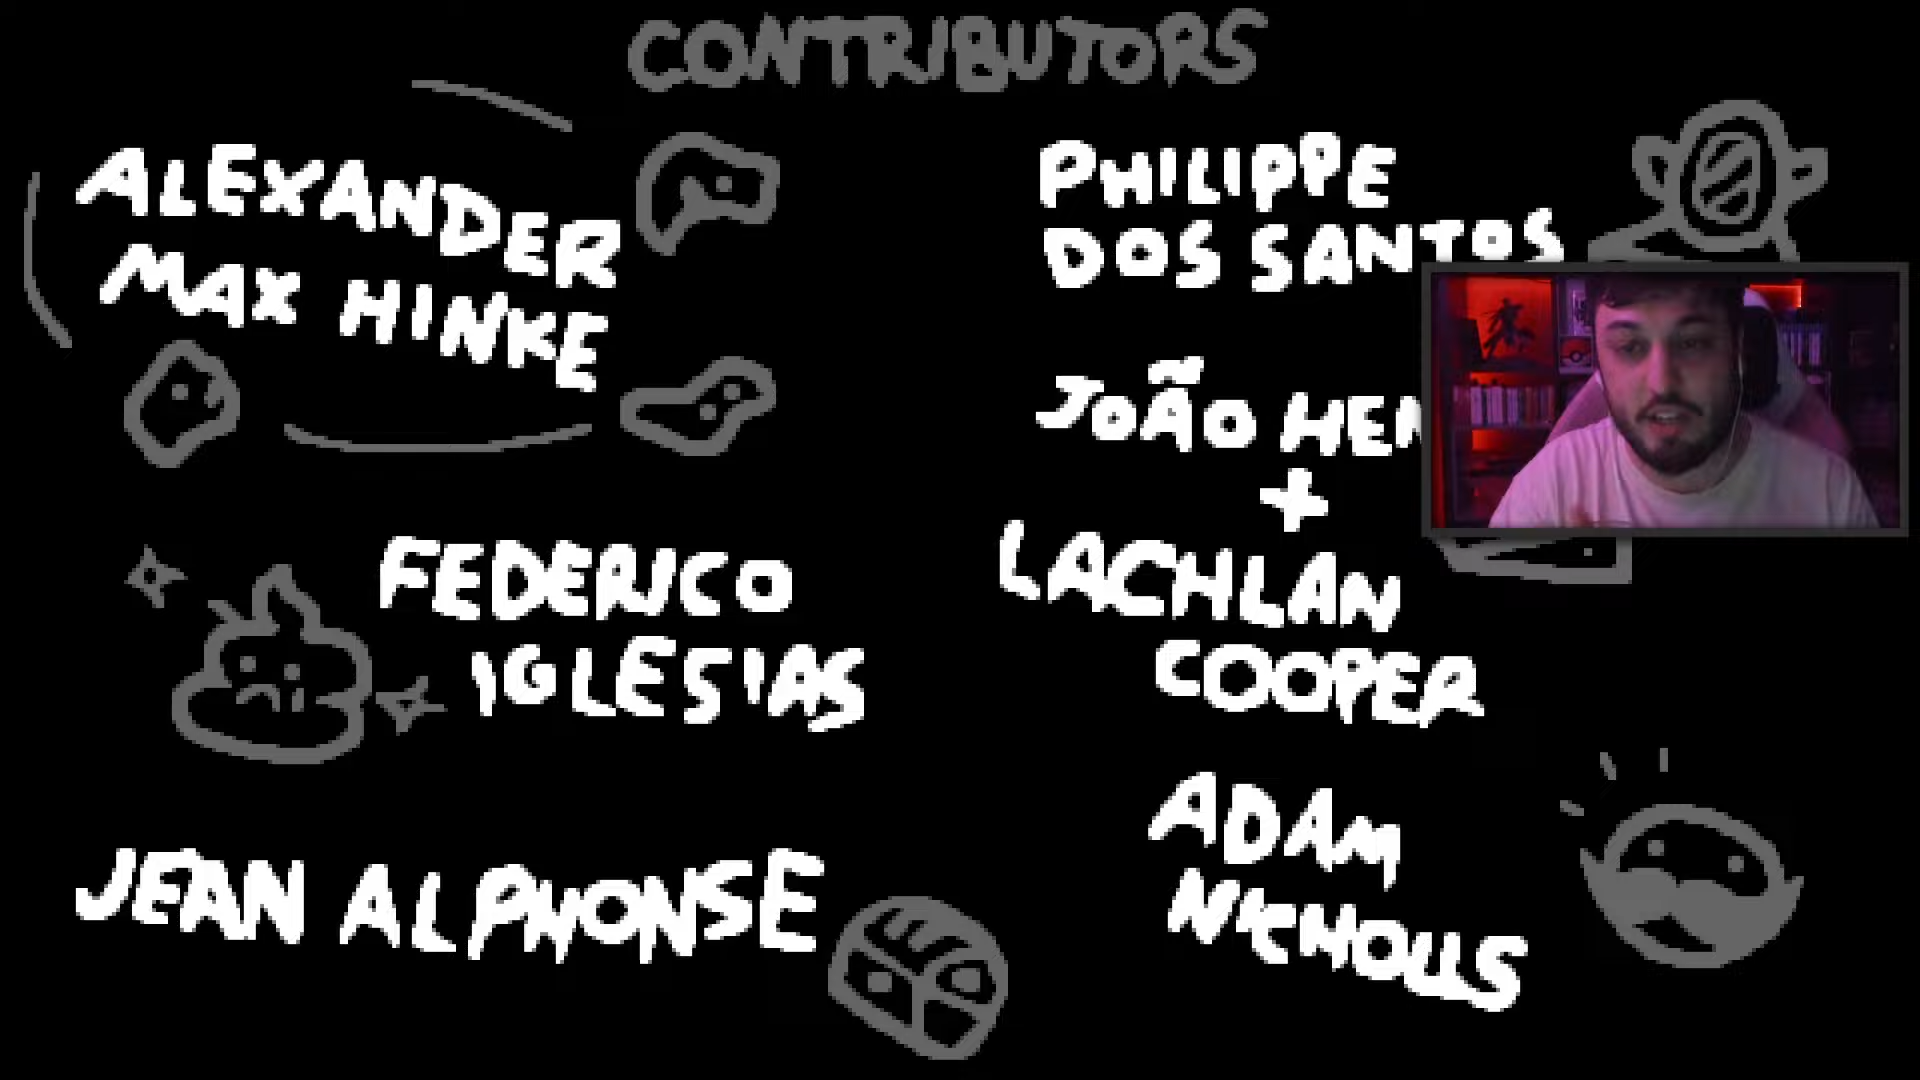 CONTRIBUTORS
ALEXANDER
MAX HINKE
FEDERICO
IGLESIAS
JEAN ALPHONSE
PHILIPPE
DOS SANTOS
JOÃO
+
LACHLAN
COOPER
ADAM
NICHOLLS